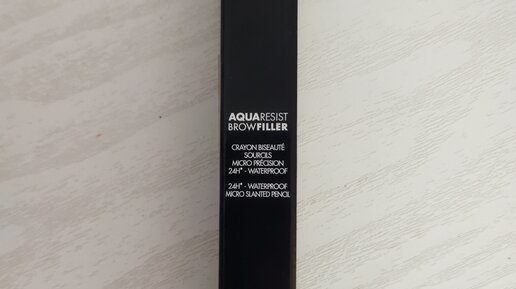 AQUARESIST
BROWFILLER
CRAYON BISEAUTÉ
SOURCILS
MICRO PRÉCISION
24H* - WATERPROOF
24H* - WATERPROOF
MICRO SLANTED PENCIL